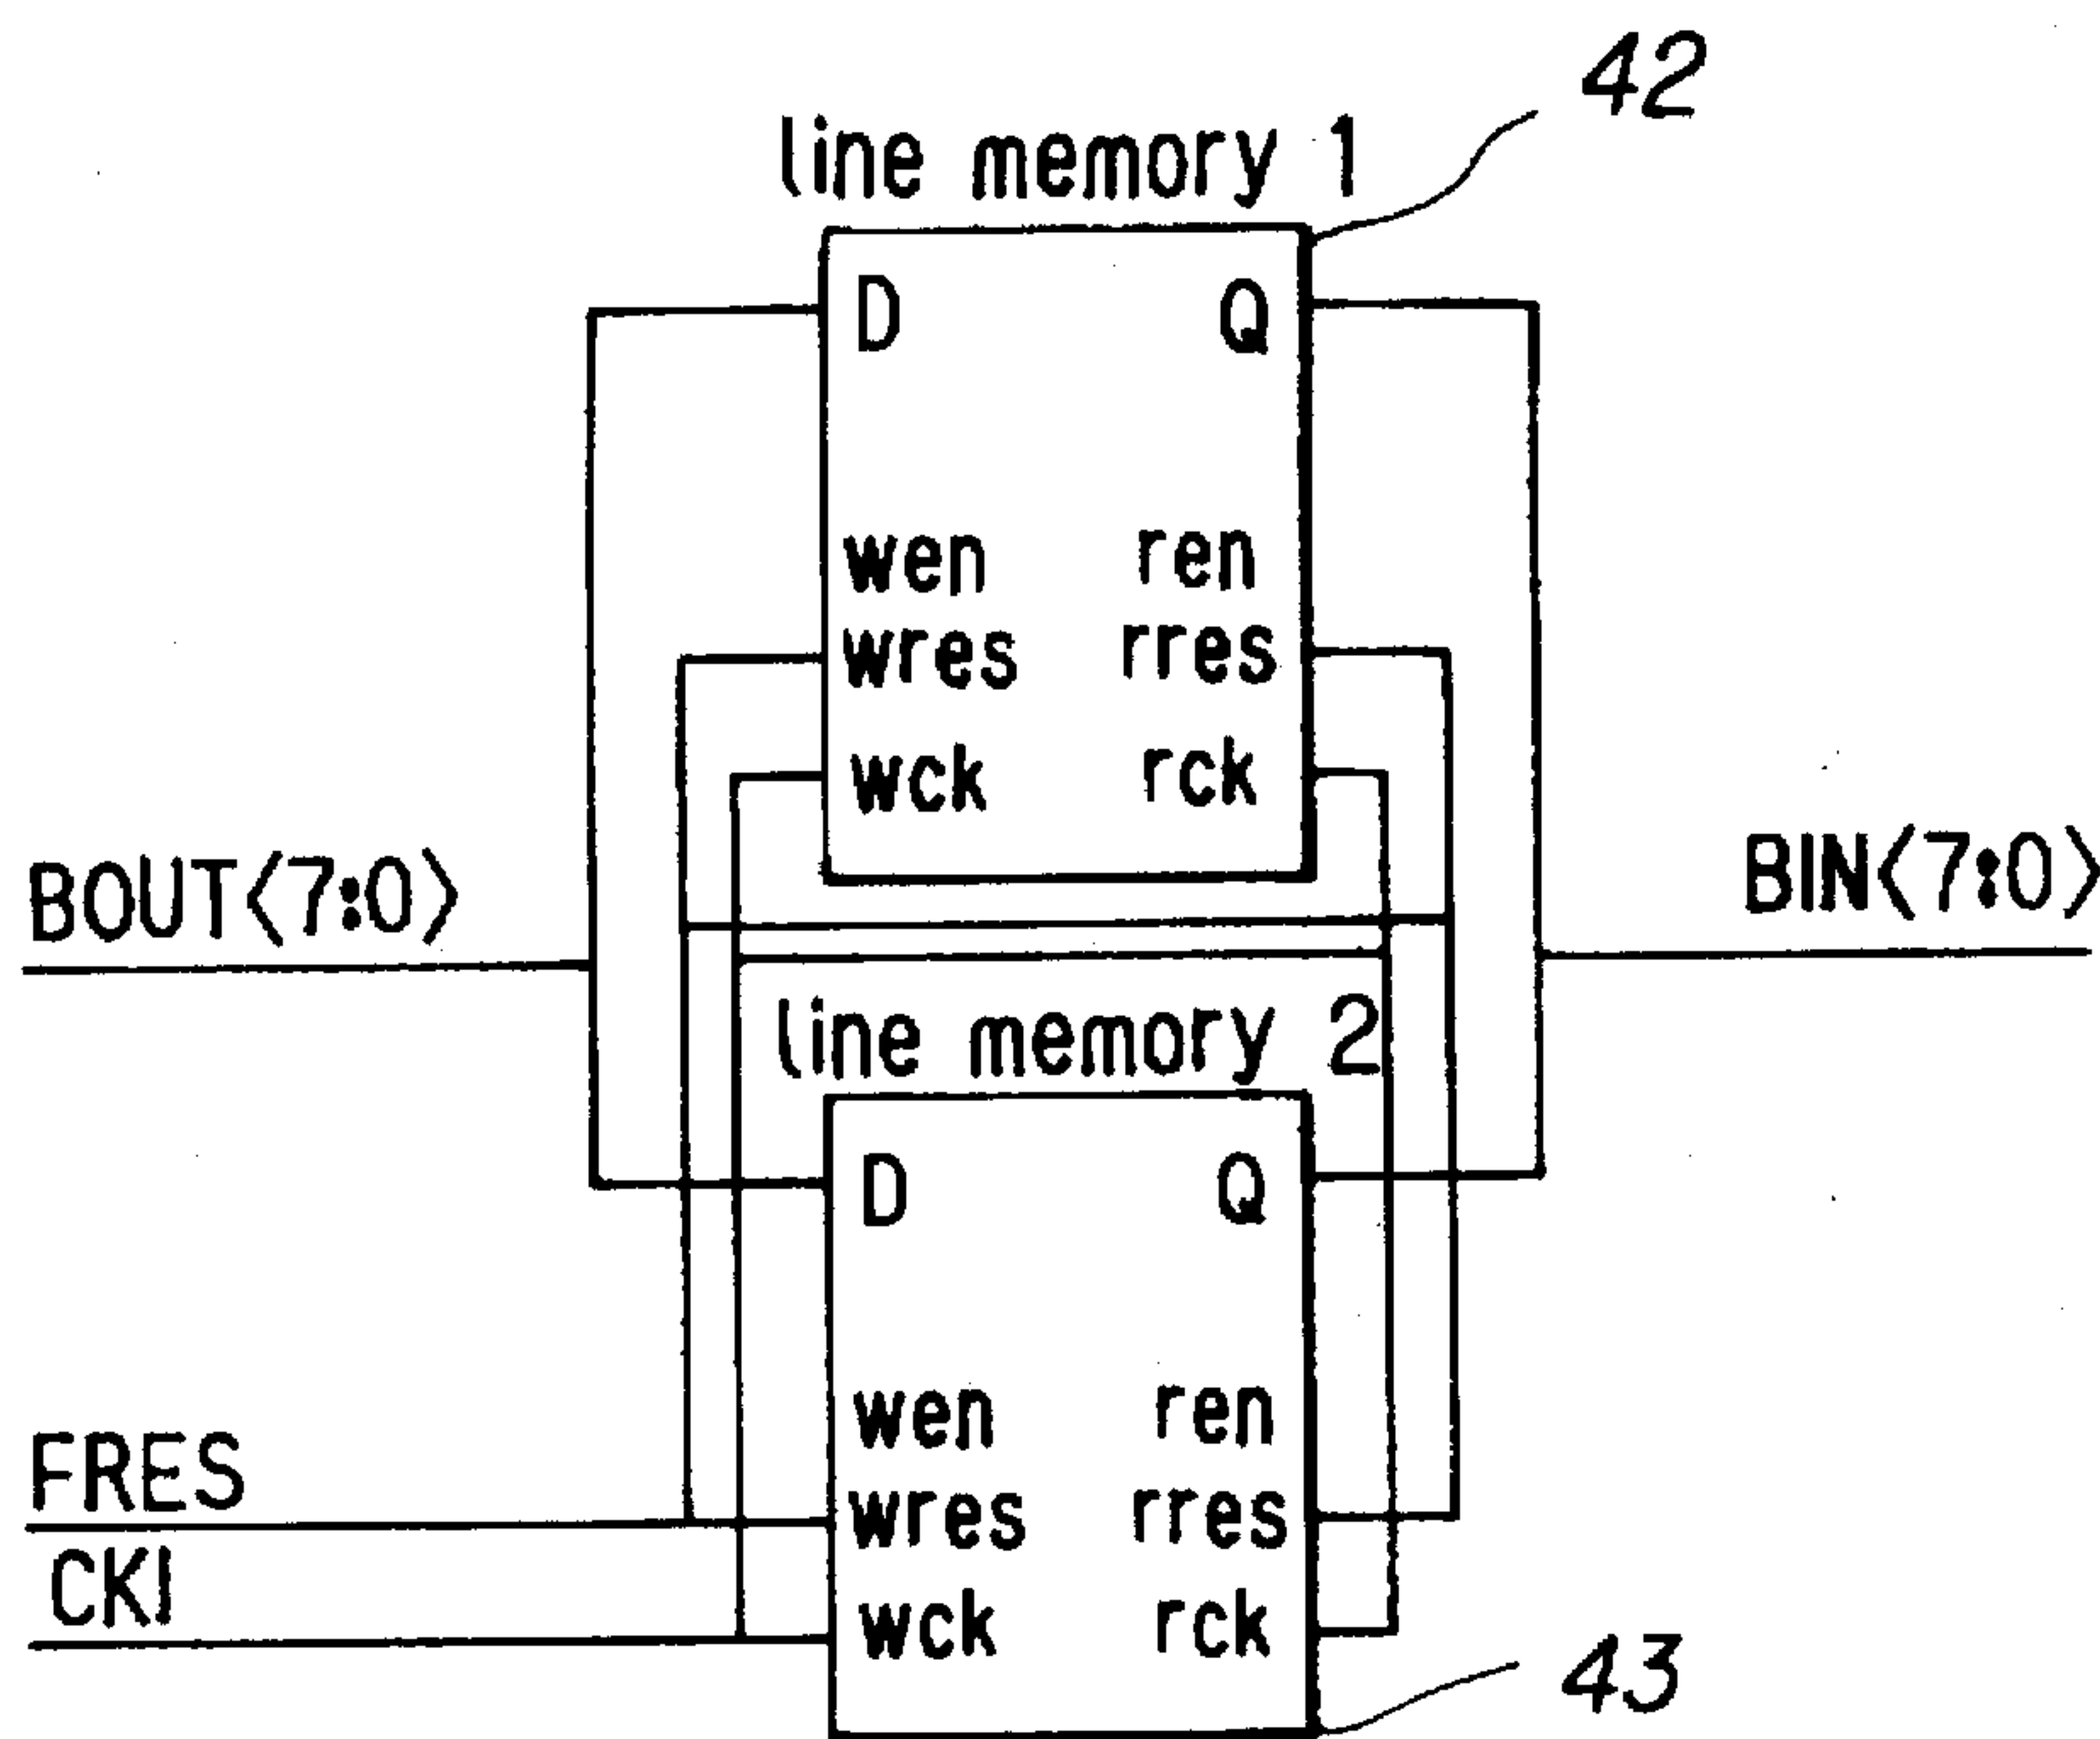 42
line memory 1
D Q
wen ren
wres rres
wck rck
BOUT<7:0> BIN<7:0>
line memory 2
D Q
wen ren
FRES
wres rres
CKI
wck rck
43